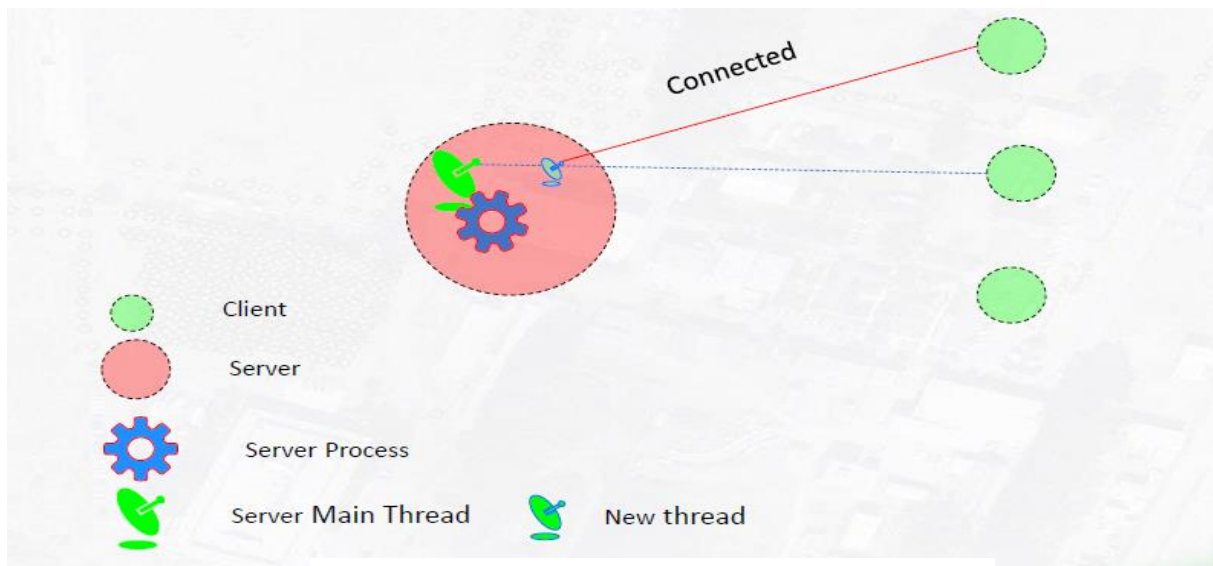 Connected
Client
Server
Server Process
Server Main Thread
New thread